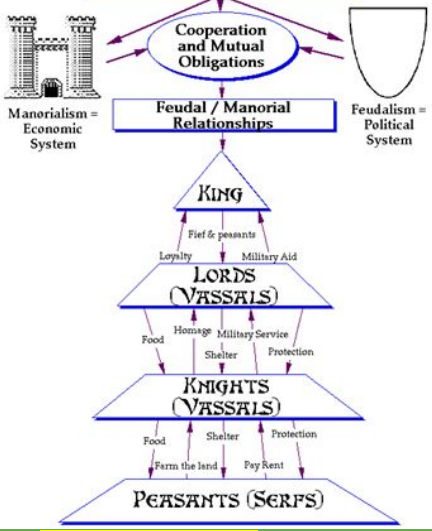 Cooperation
and Mutual
Obligations
Manorialism =
Economic
System
Feudal / Manorial
Relationships
Feudalism =
Political
System
KING
Fief & peasants
Loyalty
Military Aid
LORDS
(VASSALS)
Food
Homage
Military Service
Shelter
Protection
KNIGHTS
(VASSALS)
Food
Shelter
Protection
Farm the land
Pay Rent
PEASANTS (SERFS)